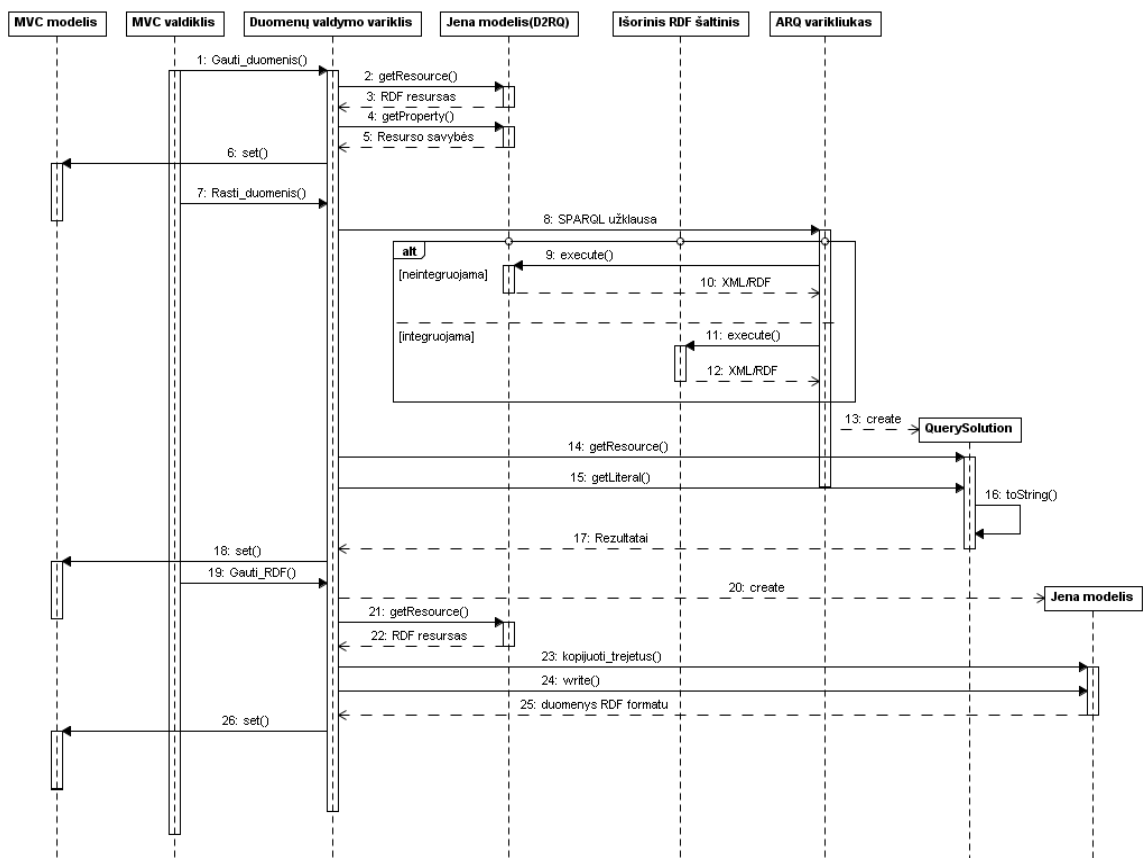 MVC modelis
MVC valdiklis
Duomenų valdymo variklis
Jena modelis(D2RQ)
Išorinis RDF šaltinis
ARQ varikliukas
1: Gauti_duomenis()
2: getResource()
3: RDF resursas
4: getProperty()
5: Resurso savybės
6: set()
7: Rasti_duomenis()
8: SPARQL užklausa
alt
9: execute()
[neintegruojama]
10: XML/RDF
[integruojama]
11: execute()
12: XML/RDF
13: create
QuerySolution
14: getResource()
15: getLiteral()
16: toString()
17: Rezultatai
18: set()
19: Gauti_RDF()
20: create
Jena modelis
21: getResource()
22: RDF resursas
23: kopijuoti_trejetus()
24: write()
25: duomenys RDF formatu
26: set()